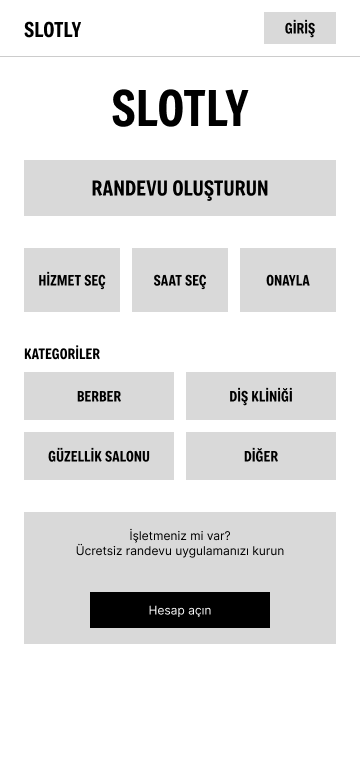 SLOTLY
GİRİŞ
SLOTLY
RANDEVU OLUŞTURUN
HİZMET SEÇ
SAAT SEÇ
ONAYLA
KATEGORİLER
BERBER
DİŞ KLİNİĞİ
GÜZELLİK SALONU
DİĞER
İşletmeniz mi var?
Ücretsiz randevu uygulamanızı kurun
Hesap açın